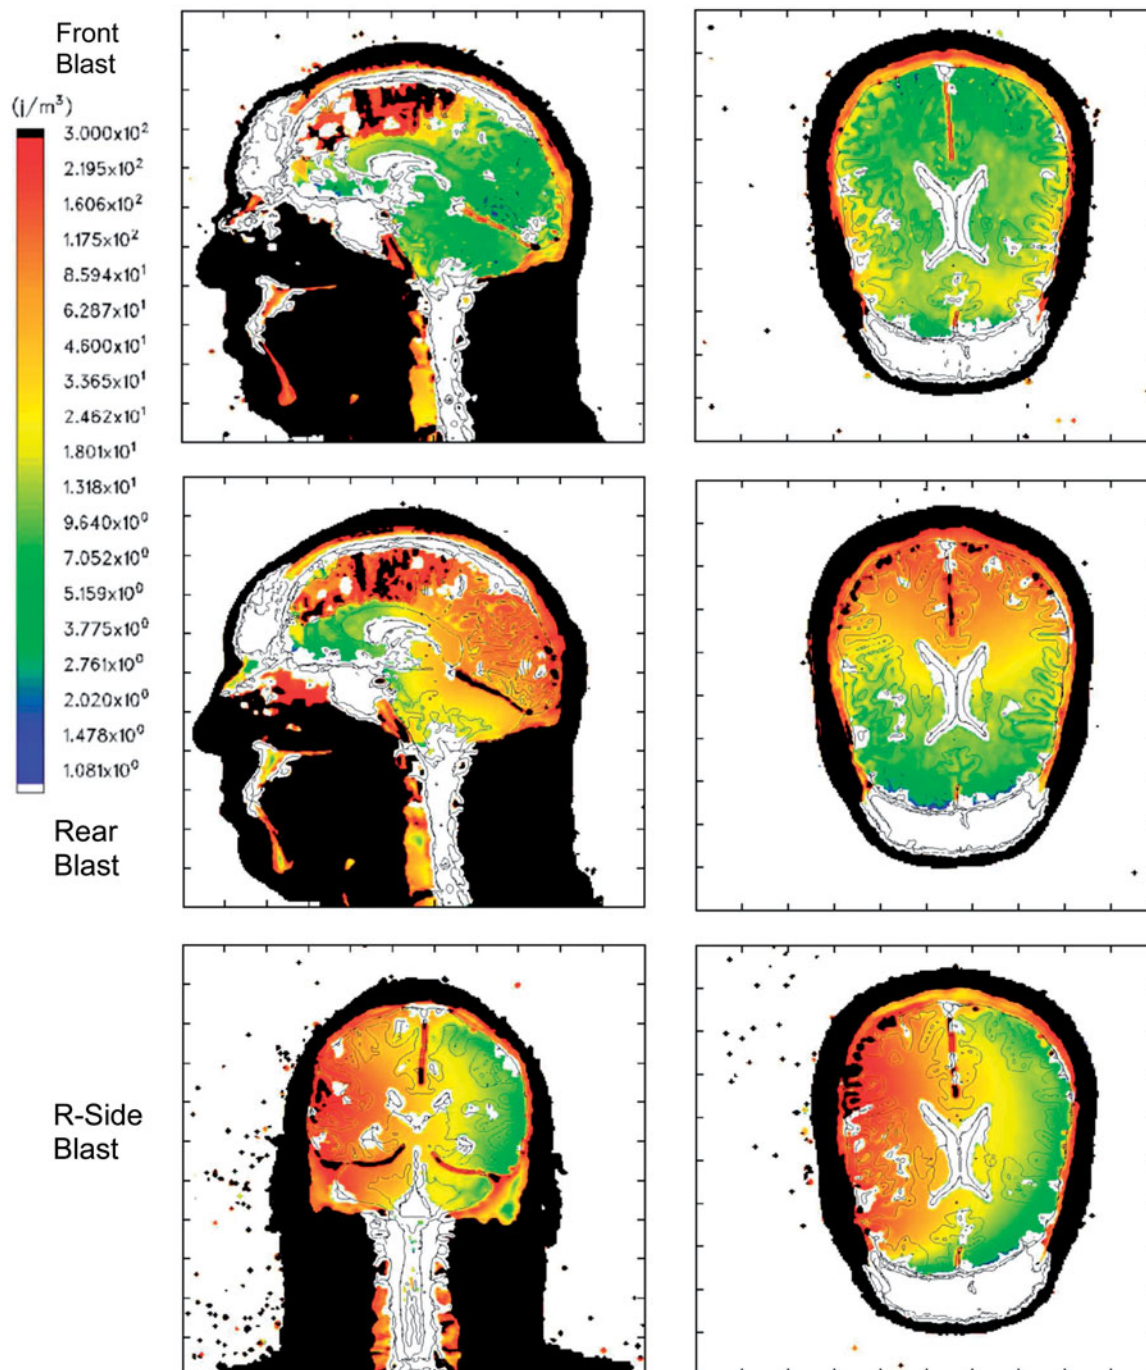 Front
Blast
(j/m³)
3.000x10²
2.195x10²
1.606x10²
1.175x10²
8.594x10¹
6.287x10¹
4.600x10¹
3.365x10¹
2.462x10¹
1.801x10¹
1.318x10¹
9.640x10⁰
7.052x10⁰
5.159x10⁰
3.775x10⁰
2.761x10⁰
2.020x10⁰
1.478x10⁰
1.081x10⁰
Rear
Blast
R-Side
Blast